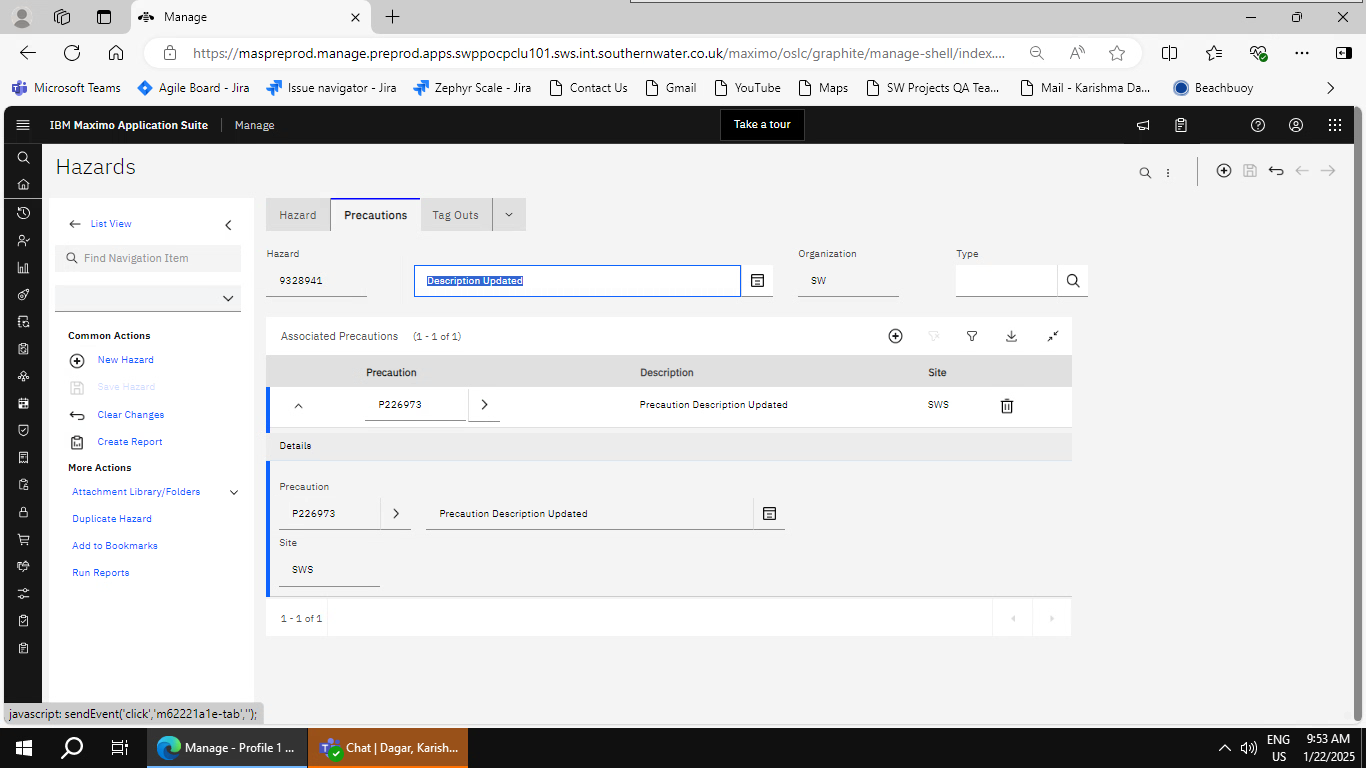 Manage
https://maspreprod.manage.preprod.apps.swppocpclu101.sws.int.southernwater.co.uk/maximo/oslc/graphite/manage-shell/index....
Microsoft Teams
Agile Board - Jira
Issue navigator - Jira
Zephyr Scale - Jira
Contact Us
Gmail
YouTube
Maps
SW Projects QA Tea...
Mail - Karishma Da...
Beachbuoy
IBM Maximo Application Suite
Manage
Take a tour
Hazards
List View
Find Navigation Item
Common Actions
New Hazard
Save Hazard
Clear Changes
Create Report
More Actions
Attachment Library/Folders
Duplicate Hazard
Add to Bookmarks
Run Reports
Hazard
Precautions
Tag Outs
Hazard
Organization
Type
9328941
Description Updated
SW
Associated Precautions (1 - 1 of 1)
Precaution
Description
Site
P226973
Precaution Description Updated
SWS
Details
Precaution
P226973
Precaution Description Updated
Site
SWS
1 - 1 of 1
javascript: sendEvent('click','m62221a1e-tab','');
Manage - Profile 1 ...
Chat | Dagar, Karish...
ENG
US
9:53 AM
1/22/2025